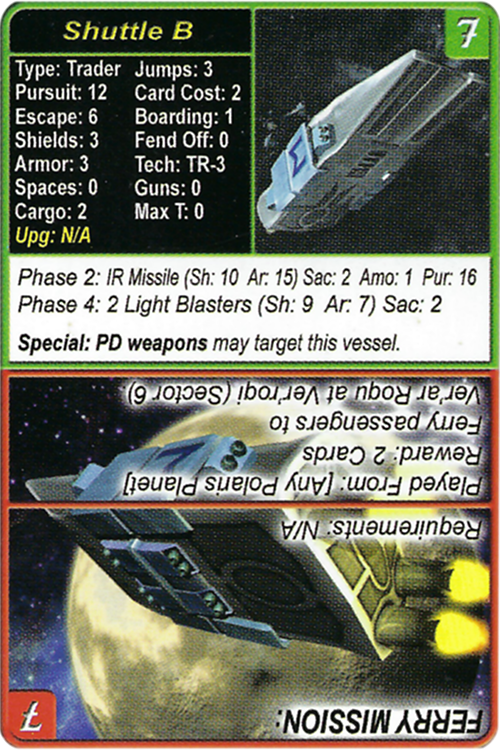 Shuttle B
7
Type: Trader Jumps: 3
Pursuit: 12 Card Cost: 2
Escape: 6 Boarding: 1
Shields: 3 Fend Off: 0
Armor: 3 Tech: TR-3
Spaces: 0 Guns: 0
Cargo: 2 Max T: 0
Upg: N/A
Phase 2: IR Missile (Sh: 10 Ar: 15) Sac: 2 Amo: 1 Pur: 16
Phase 4: 2 Light Blasters (Sh: 9 Ar: 7) Sac: 2
Special: PD weapons may target this vessel.
FERRY MISSION:
7
Requirements: N/A
Played From: [Any Polaris Planet]
Reward: 2 Cards
Ferry passengers to
Ver'ar Roqu at Ver'roqi (Sector 6)